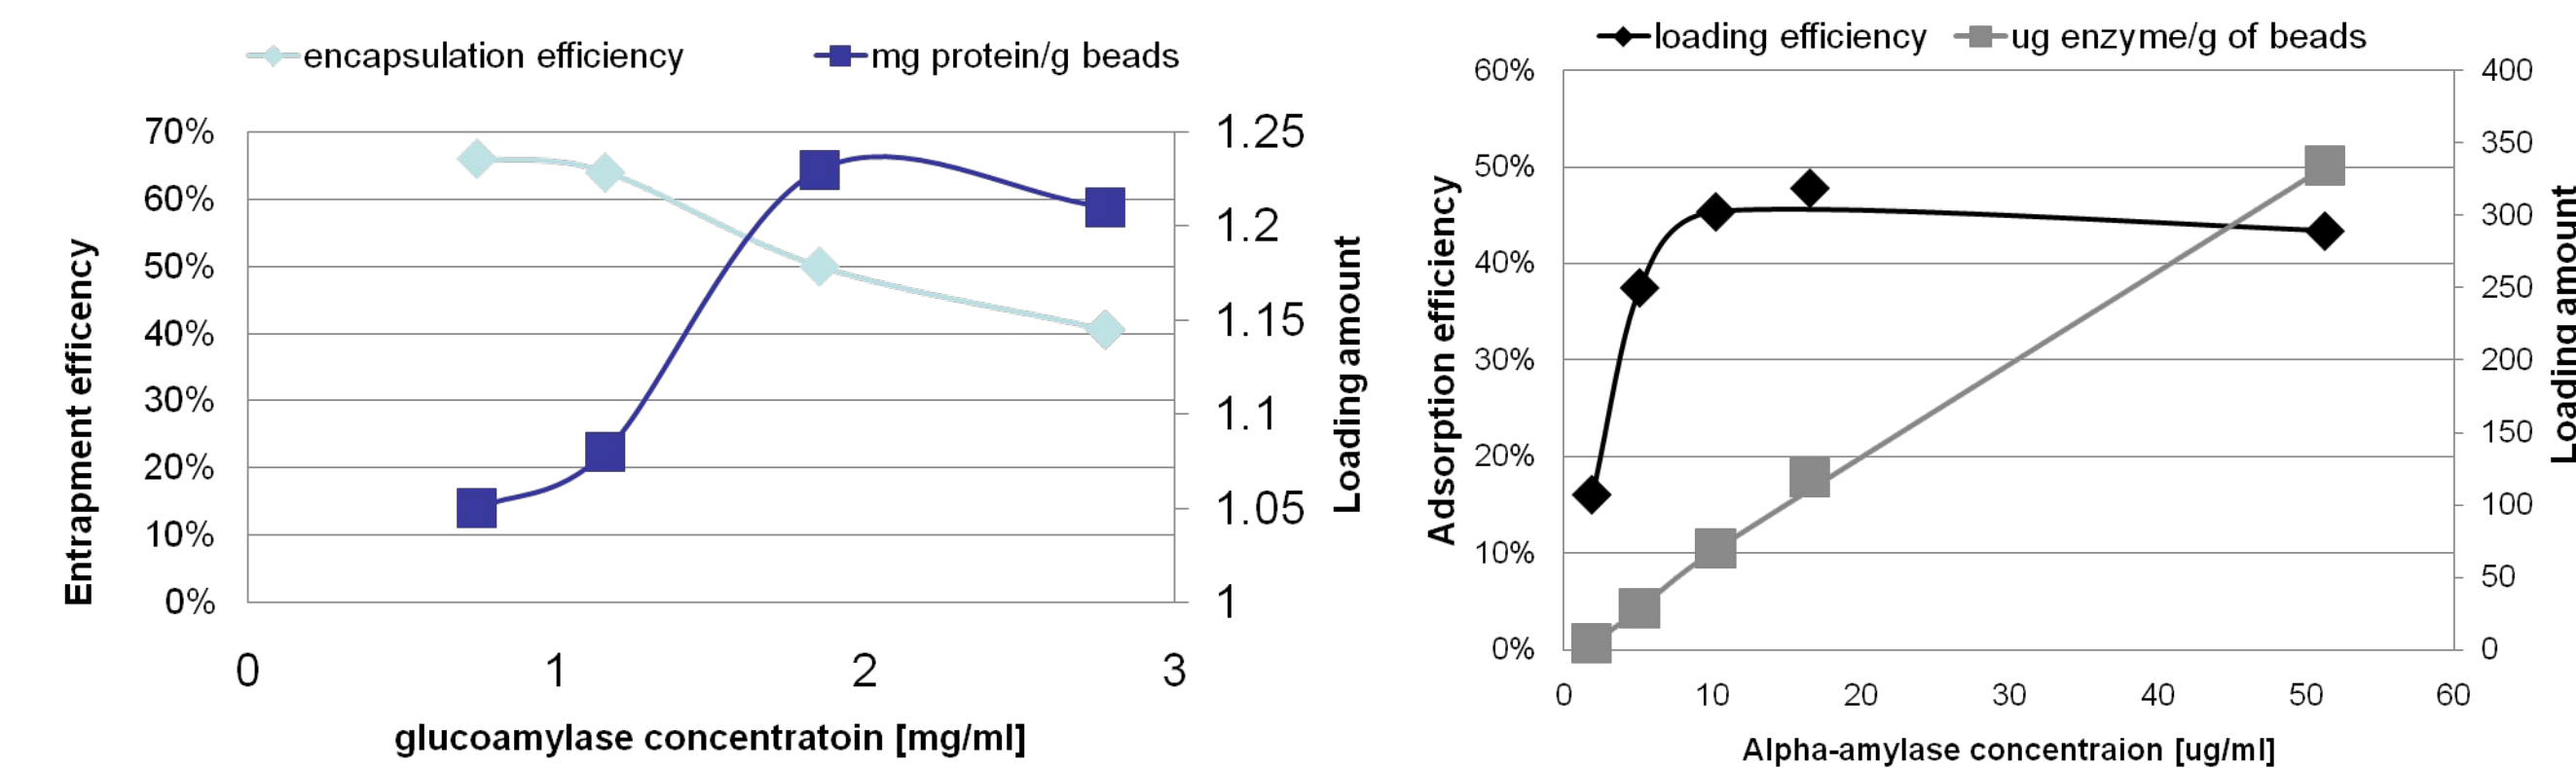 encapsulation efficiency
mg protein/g beads
70%
60%
50%
40%
30%
20%
10%
0%
Entrapment efficency
1.25
1.2
1.15
1.1
1.05
1
Loading amount
0 1 2 3
glucoamylase concentratoin [mg/ml]
loading efficiency
ug enzyme/g of beads
60%
50%
40%
30%
20%
10%
0%
Adsorption efficiency
400
350
300
250
200
150
100
50
0
Loading amount
0 10 20 30 40 50 60
Alpha-amylase concentraion [ug/ml]